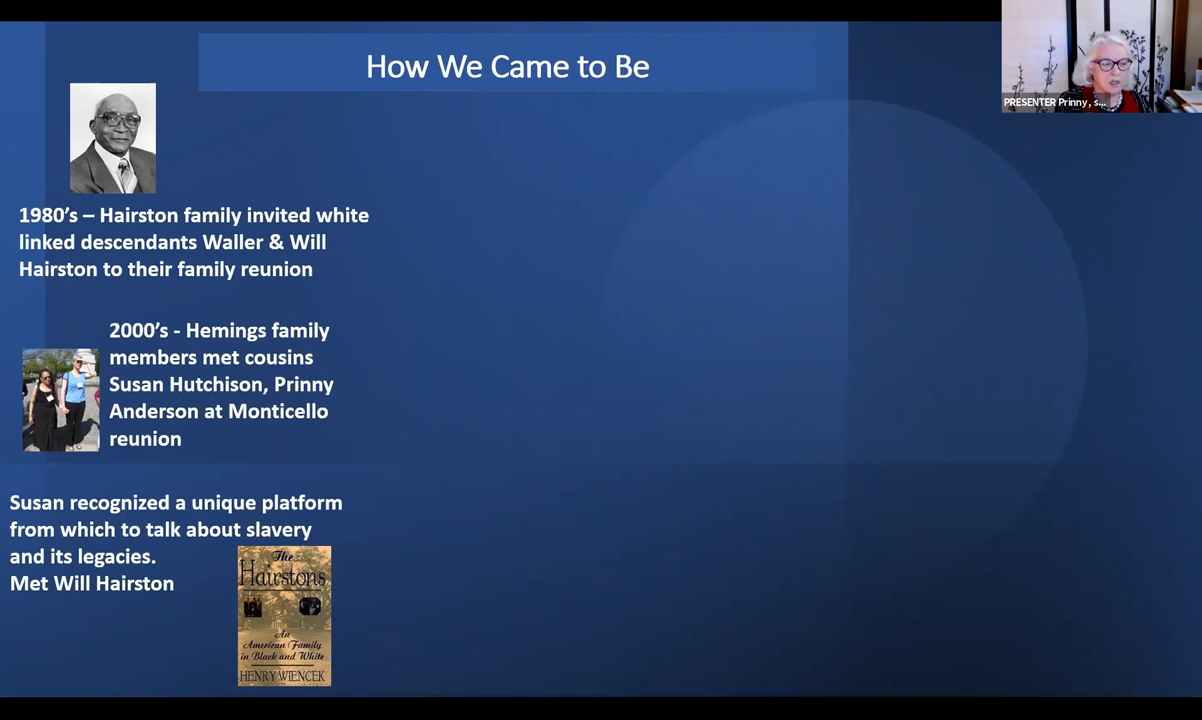 How We Came to Be
PRESENTER Prinny, s...
1980's – Hairston family invited white
linked descendants Waller & Will
Hairston to their family reunion
2000's - Hemings family
members met cousins
Susan Hutchison, Prinny
Anderson at Monticello
reunion
Susan recognized a unique platform
from which to talk about slavery
and its legacies.
Met Will Hairston
The
Hairstons
An
American Family
in Black and White
HENRY WIENCEK